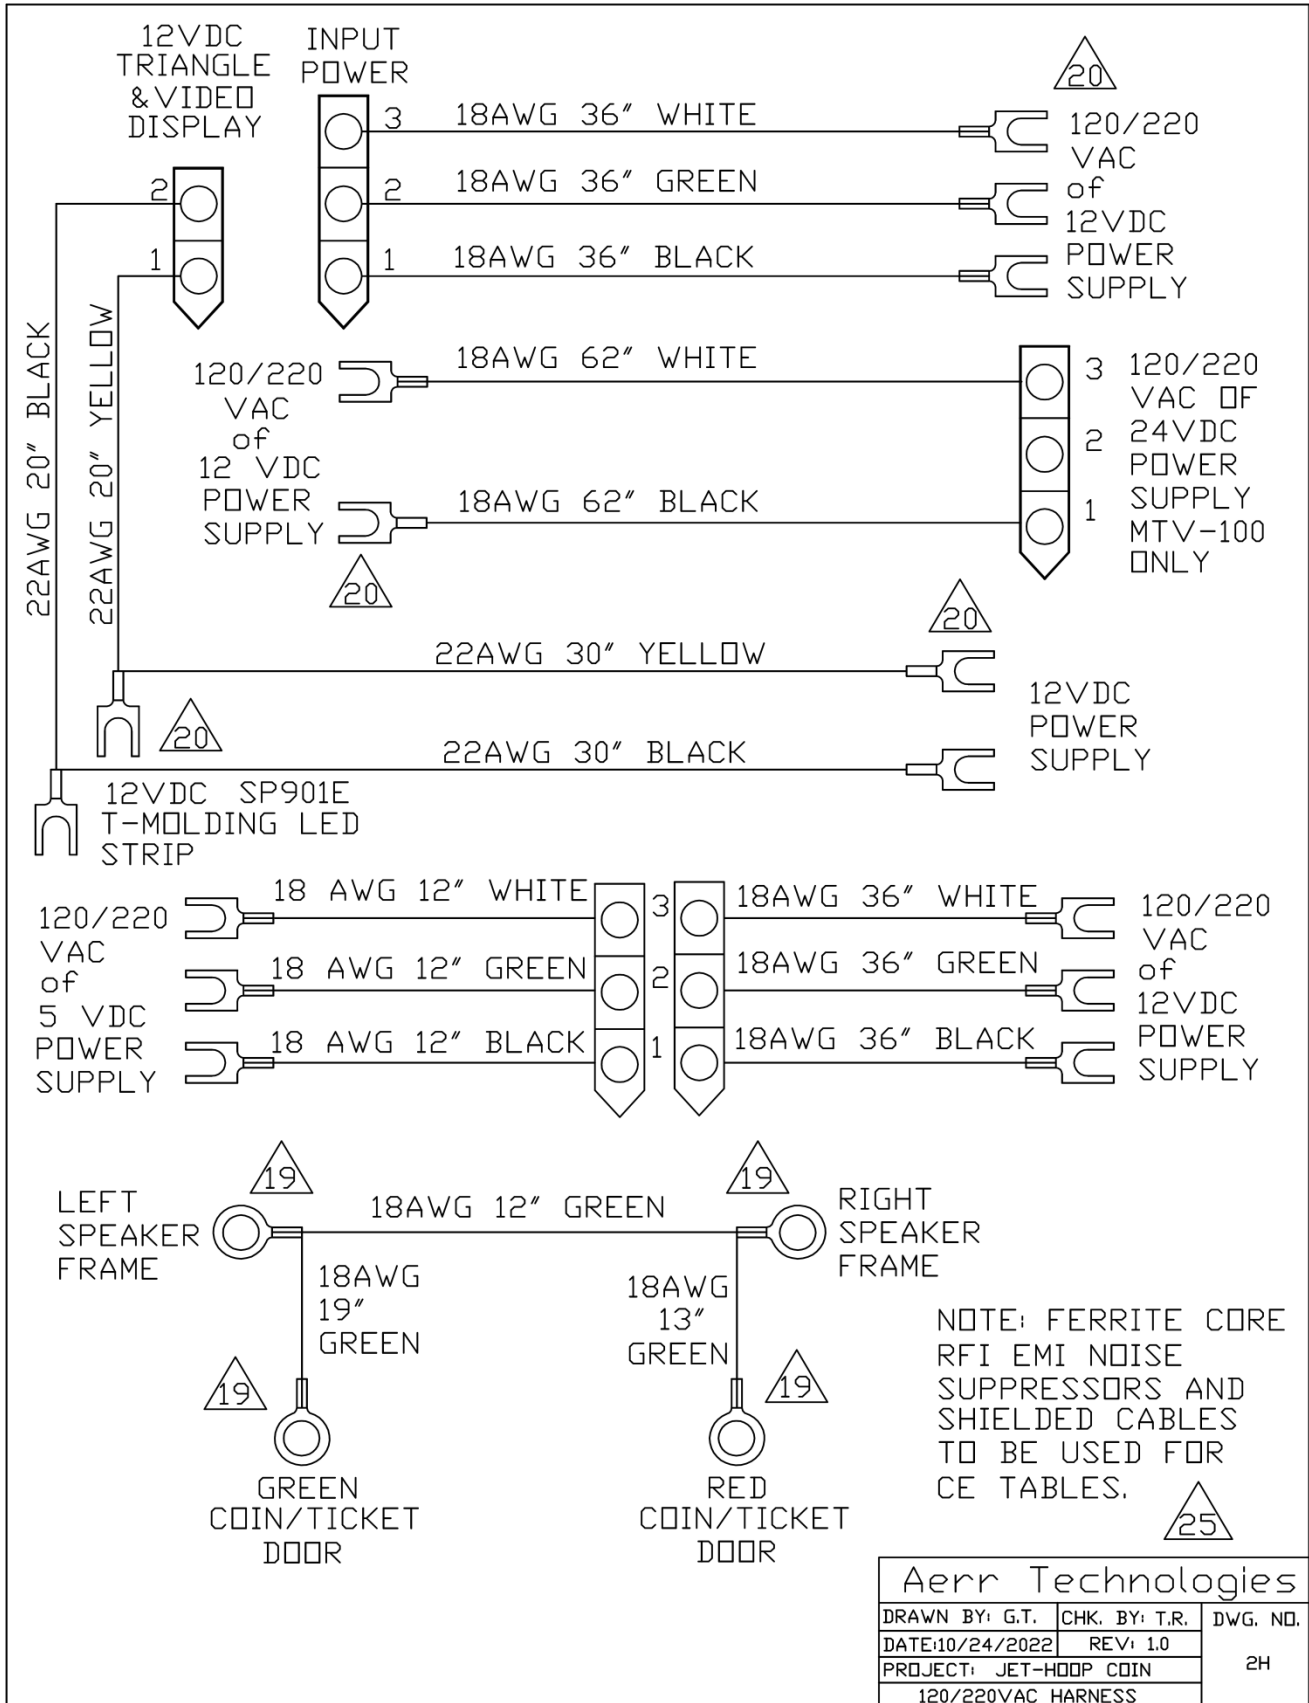 12VDC
TRIANGLE
&VIDEO
DISPLAY
INPUT
POWER
2
1
3
2
1
18AWG 36" WHITE
18AWG 36" GREEN
18AWG 36" BLACK
20
120/220
VAC
of
12VDC
POWER
SUPPLY
22AWG 20" BLACK
22AWG 20" YELLOW
120/220
VAC
of
12 VDC
POWER
SUPPLY
20
18AWG 62" WHITE
18AWG 62" BLACK
3
2
1
120/220
VAC OF
24VDC
POWER
SUPPLY
MTV-100
ONLY
22AWG 30" YELLOW
20
20
22AWG 30" BLACK
12VDC
POWER
SUPPLY
12VDC SP901E
T-MOLDING LED
STRIP
120/220
VAC
of
5 VDC
POWER
SUPPLY
18 AWG 12" WHITE
18 AWG 12" GREEN
18 AWG 12" BLACK
3
2
1
18AWG 36" WHITE
18AWG 36" GREEN
18AWG 36" BLACK
120/220
VAC
of
12VDC
POWER
SUPPLY
LEFT
SPEAKER
FRAME
19
18AWG 12" GREEN
19
RIGHT
SPEAKER
FRAME
18AWG
19"
GREEN
18AWG
13"
GREEN
19
19
GREEN
COIN/TICKET
DOOR
RED
COIN/TICKET
DOOR
NOTE: FERRITE CORE
RFI EMI NOISE
SUPPRESSORS AND
SHIELDED CABLES
TO BE USED FOR
CE TABLES.
25
Aerr Technologies
DRAWN BY: G.T.
CHK. BY: T.R.
DWG. NO.
DATE:10/24/2022
REV: 1.0
2H
PROJECT: JET-HOOP COIN
120/220VAC HARNESS